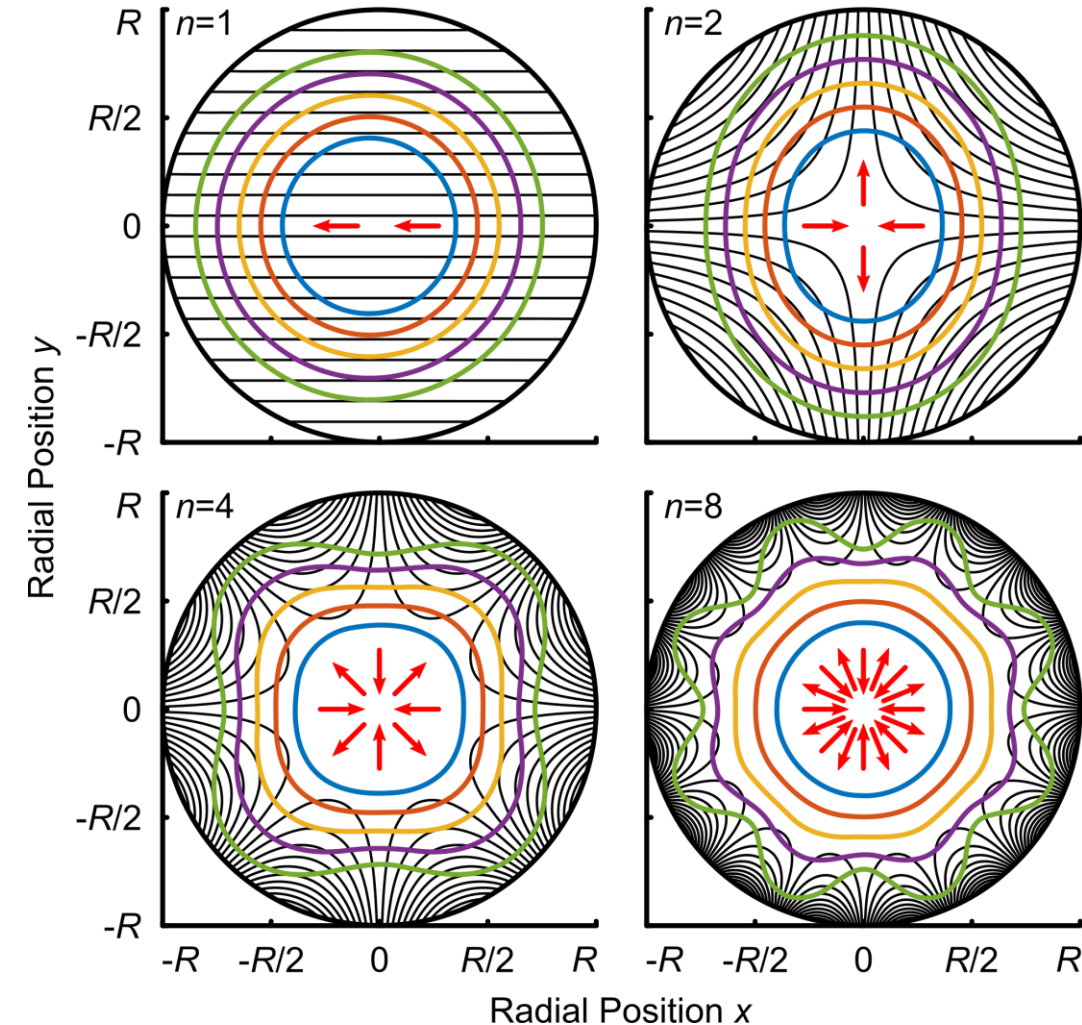 R
n=1
n=2
R/2
0
-R/2
-R
Radial Position y
R
n=4
n=8
R/2
0
-R/2
-R
-R
-R/2
0
R/2
R
-R
-R/2
0
R/2
R
Radial Position x